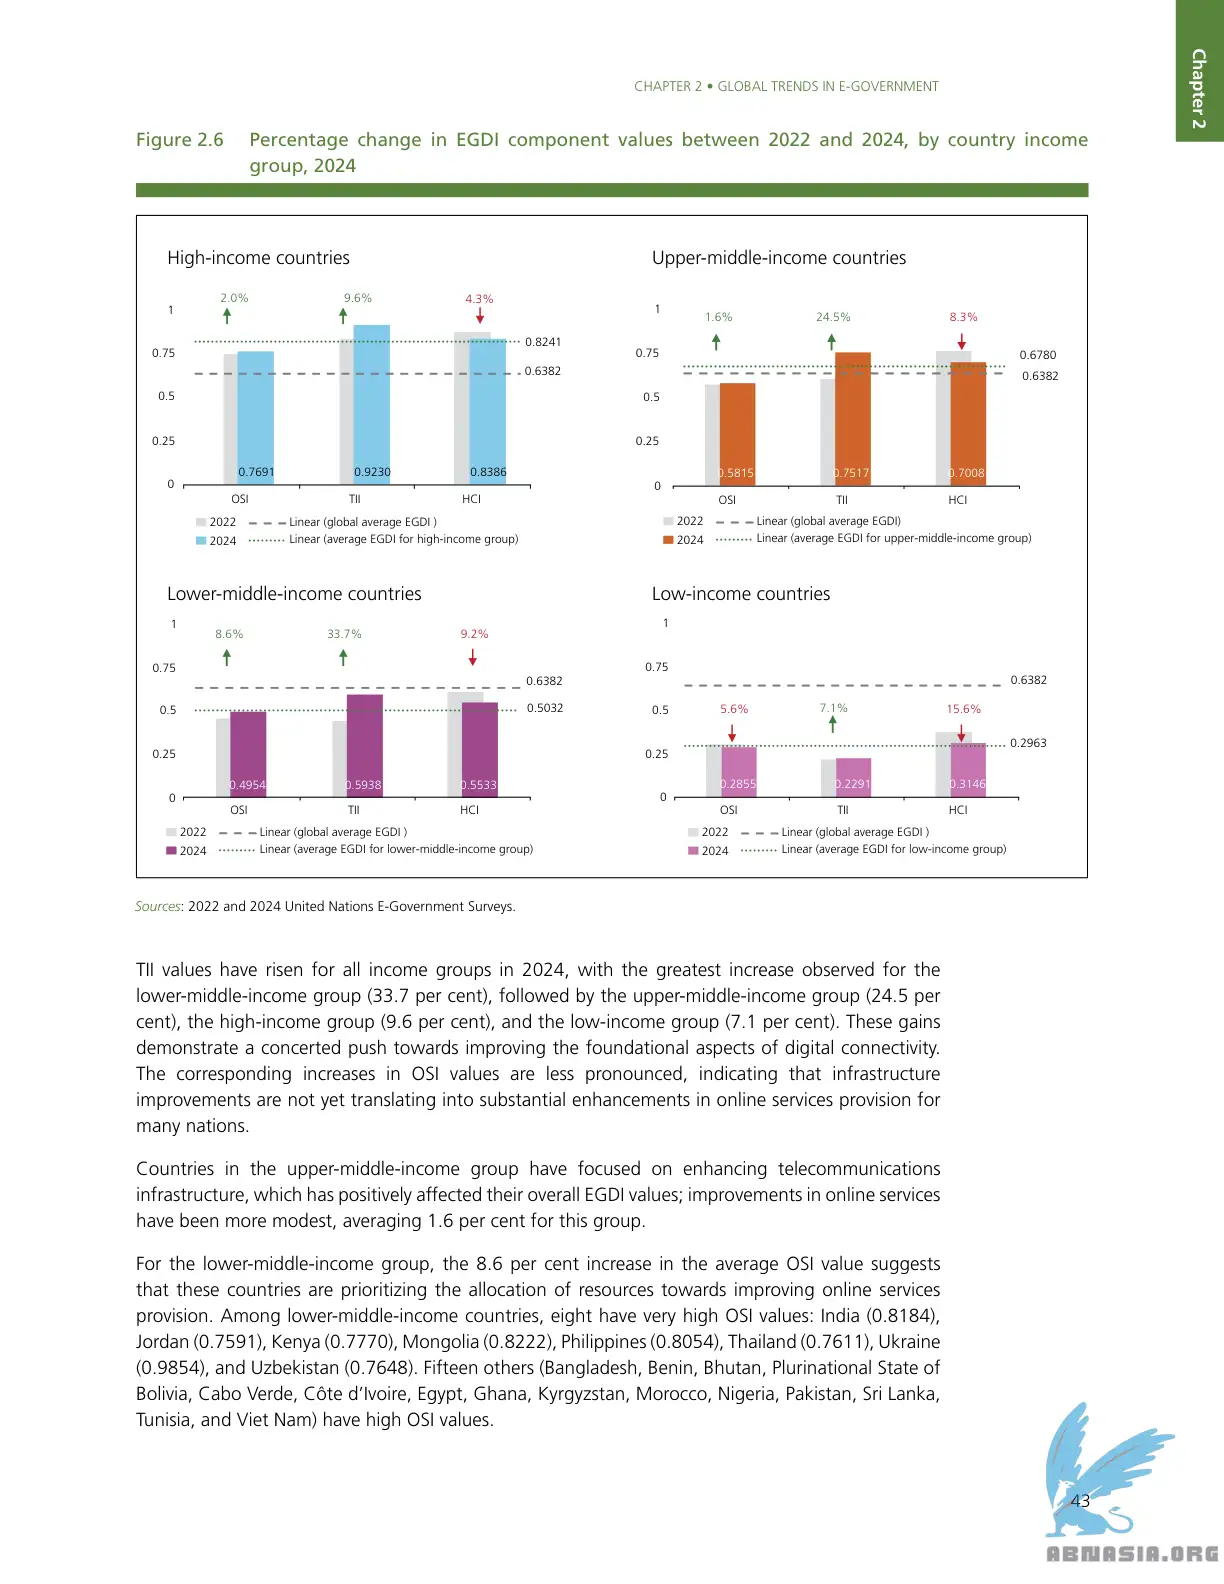 Chapter 2
CHAPTER 2 • GLOBAL TRENDS IN E-GOVERNMENT
Figure 2.6 Percentage change in EGDI component values between 2022 and 2024, by country income
group, 2024
High-income countries
2.0% 9.6% 4.3%
1
0.75
0.5
0.25
0
0.8241
0.6382
0.7691 0.9230 0.8386
OSI TII HCI
2022 Linear (global average EGDI )
2024 Linear (average EGDI for high-income group)
Upper-middle-income countries
1.6% 24.5% 8.3%
1
0.75
0.5
0.25
0
0.6780
0.6382
0.5815 0.7517 0.7008
OSI TII HCI
2022 Linear (global average EGDI)
2024 Linear (average EGDI for upper-middle-income group)
Lower-middle-income countries
8.6% 33.7% 9.2%
1
0.75
0.5
0.25
0
0.6382
0.5032
0.4954 0.5938 0.5533
OSI TII HCI
2022 Linear (global average EGDI )
2024 Linear (average EGDI for lower-middle-income group)
Low-income countries
1
0.75
0.5
0.25
0
0.6382
5.6% 7.1% 15.6%
0.2963
0.2855 0.2291 0.3146
OSI TII HCI
2022 Linear (global average EGDI )
2024 Linear (average EGDI for low-income group)
Sources: 2022 and 2024 United Nations E-Government Surveys.
TII values have risen for all income groups in 2024, with the greatest increase observed for the
lower-middle-income group (33.7 per cent), followed by the upper-middle-income group (24.5 per
cent), the high-income group (9.6 per cent), and the low-income group (7.1 per cent). These gains
demonstrate a concerted push towards improving the foundational aspects of digital connectivity.
The corresponding increases in OSI values are less pronounced, indicating that infrastructure
improvements are not yet translating into substantial enhancements in online services provision for
many nations.
Countries in the upper-middle-income group have focused on enhancing telecommunications
infrastructure, which has positively affected their overall EGDI values; improvements in online services
have been more modest, averaging 1.6 per cent for this group.
For the lower-middle-income group, the 8.6 per cent increase in the average OSI value suggests
that these countries are prioritizing the allocation of resources towards improving online services
provision. Among lower-middle-income countries, eight have very high OSI values: India (0.8184),
Jordan (0.7591), Kenya (0.7770), Mongolia (0.8222), Philippines (0.8054), Thailand (0.7611), Ukraine
(0.9854), and Uzbekistan (0.7648). Fifteen others (Bangladesh, Benin, Bhutan, Plurinational State of
Bolivia, Cabo Verde, Côte d’Ivoire, Egypt, Ghana, Kyrgyzstan, Morocco, Nigeria, Pakistan, Sri Lanka,
Tunisia, and Viet Nam) have high OSI values.
43
ABNASIA.ORG